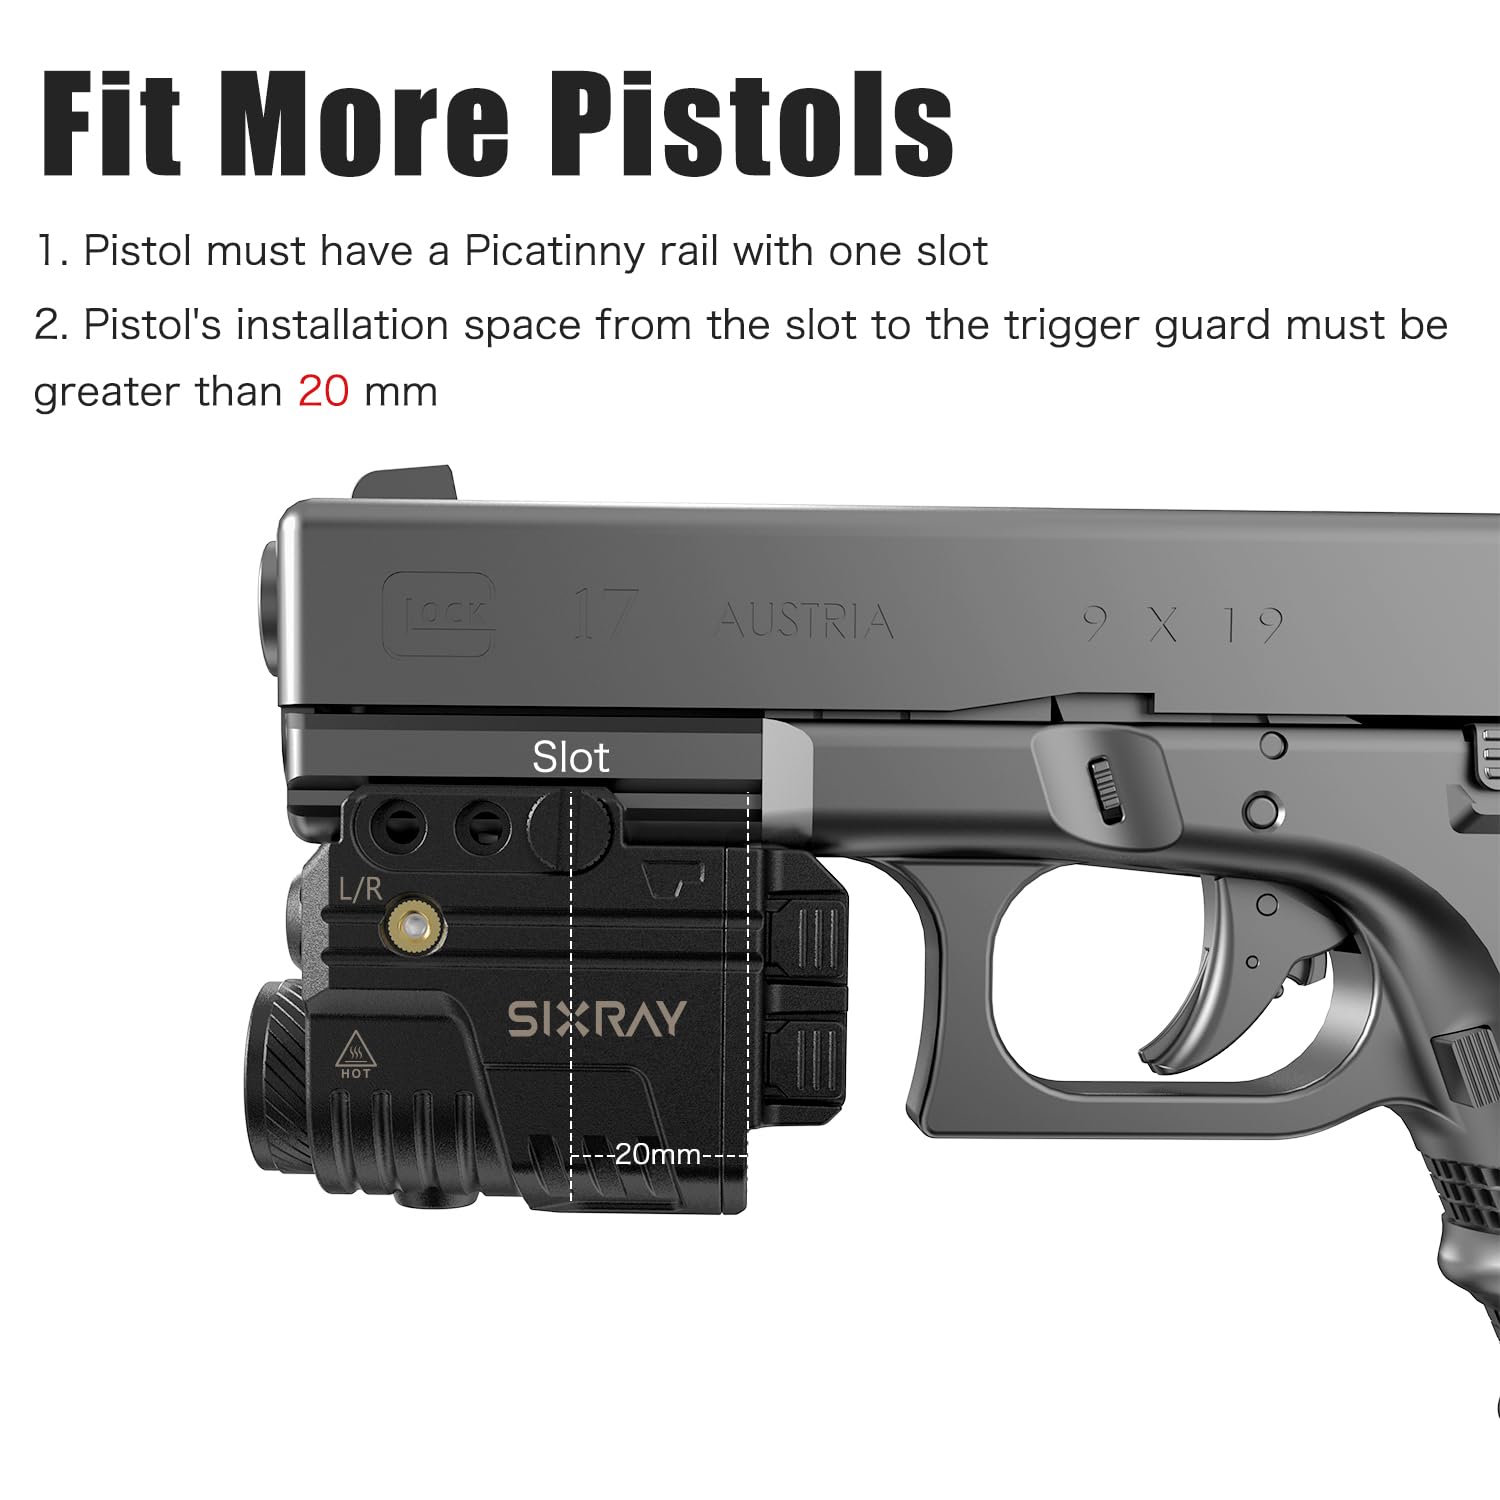 Fit More Pistols
1. Pistol must have a Picatinny rail with one slot
2. Pistol's installation space from the slot to the trigger guard must be
greater than 20 mm
GLOCK 17 AUSTRIA 9 X 19
Slot
L/R
SIXRAY
HOT
20mm